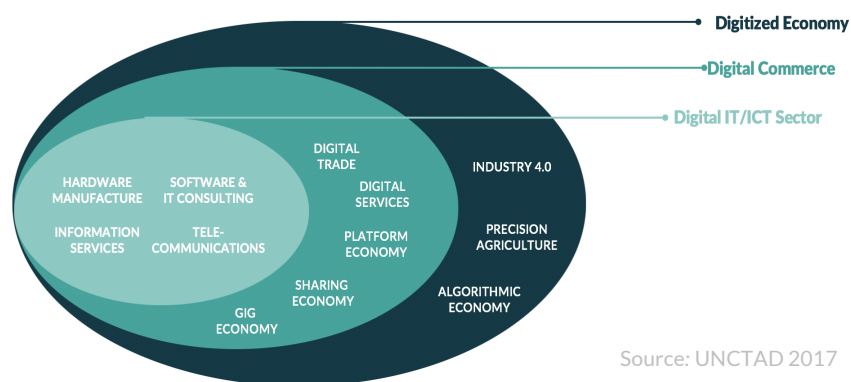 Digitized Economy
Digital Commerce
Digital IT/ICT Sector
DIGITAL
TRADE
INDUSTRY 4.0
HARDWARE
MANUFACTURE
SOFTWARE &
IT CONSULTING
DIGITAL
SERVICES
INFORMATION
SERVICES
TELE-
COMMUNICATIONS
PLATFORM
ECONOMY
PRECISION
AGRICULTURE
SHARING
ECONOMY
ALGORITHMIC
ECONOMY
GIG
ECONOMY
Source: UNCTAD 2017